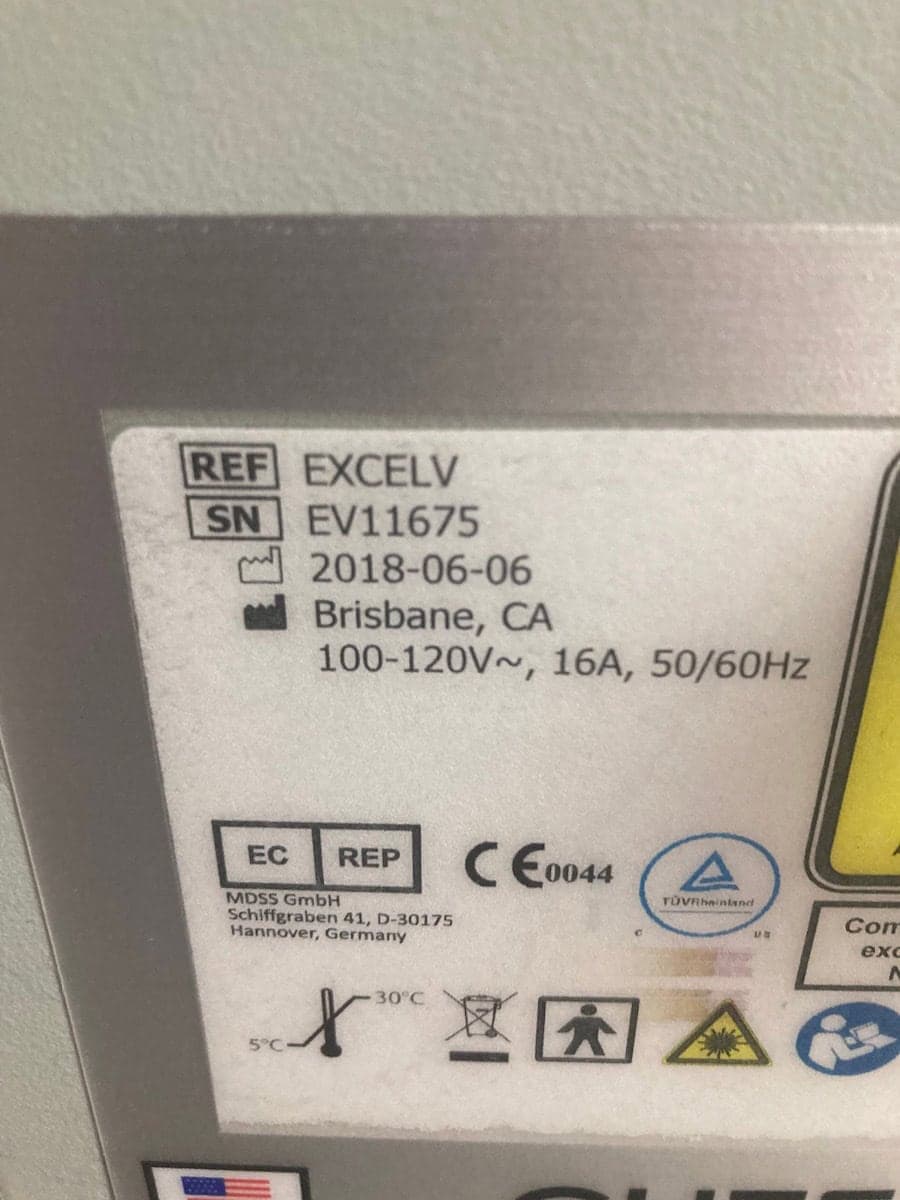 REF EXCELV
SN EV11675
2018-06-06
Brisbane, CA
100-120V~, 16A, 50/60Hz
EC REP
CE0044
MDSS GmbH
Schiffgraben 41, D-30175
Hannover, Germany
TÜVRheinland
C US
Com
exc
30°C
5°C